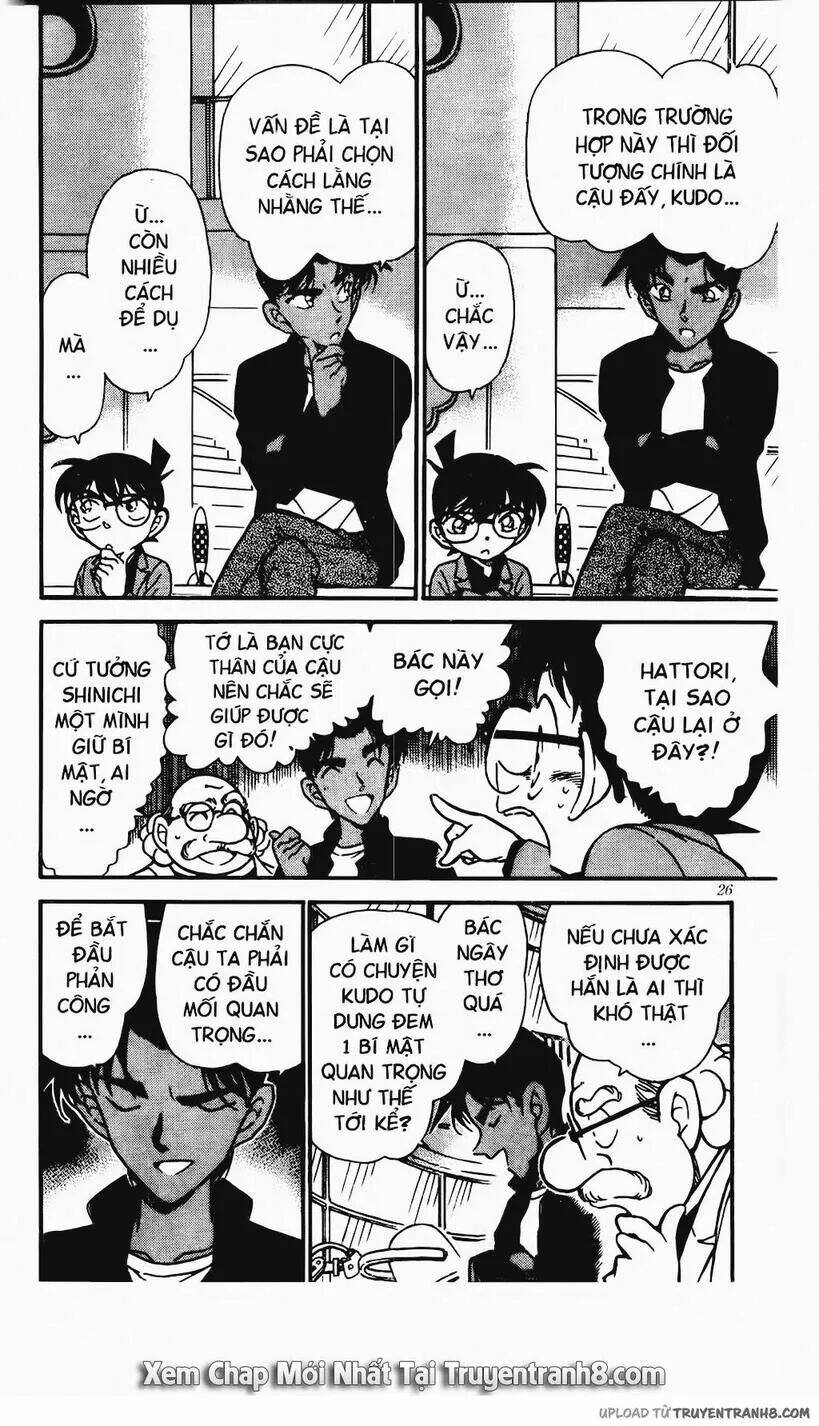 TRONG TRƯỜNG
HỢP NÀY THÌ ĐỐI
TƯỢNG CHÍNH LÀ
CẬU ĐẤY, KUDO...
Ừ...
CHẮC
VẬY...
VẤN ĐỀ LÀ TẠI
SAO PHẢI CHỌN
CÁCH LẰNG
NHẰNG THẾ...
Ừ...
CÒN
NHIỀU
CÁCH
ĐỂ DỤ
...
MÀ
...
HATTORI,
TẠI SAO
CẬU LẠI Ở
ĐÂY?!
BÁC NÀY
GỌI!
TỚ LÀ BẠN CỰC
THÂN CỦA CẬU
NÊN CHẮC SẼ
GIÚP ĐƯỢC
GÌ ĐÓ!
CỨ TƯỞNG
SHINICHI
MỘT MÌNH
GIỮ BÍ
MẬT, AI
NGỜ
...
26
NẾU CHƯA XÁC
ĐỊNH ĐƯỢC
HẮN LÀ AI THÌ
KHÓ THẬT
...
BÁC
NGÂY
THƠ
QUÁ
...
LÀM GÌ
CÓ CHUYỆN
KUDO TỰ
DƯNG ĐEM
1 BÍ MẬT
QUAN TRỌNG
NHƯ THẾ
TỚI KỂ?
CHẮC CHẮN
CẬU TA PHẢI
CÓ ĐẦU
MỐI QUAN
TRỌNG...
ĐỂ BẮT
ĐẦU
PHẢN
CÔNG
...
Xem Chap Mới Nhất Tại Truyentranh8.com
UPLOAD TỪ TRUYENTRANH8.COM